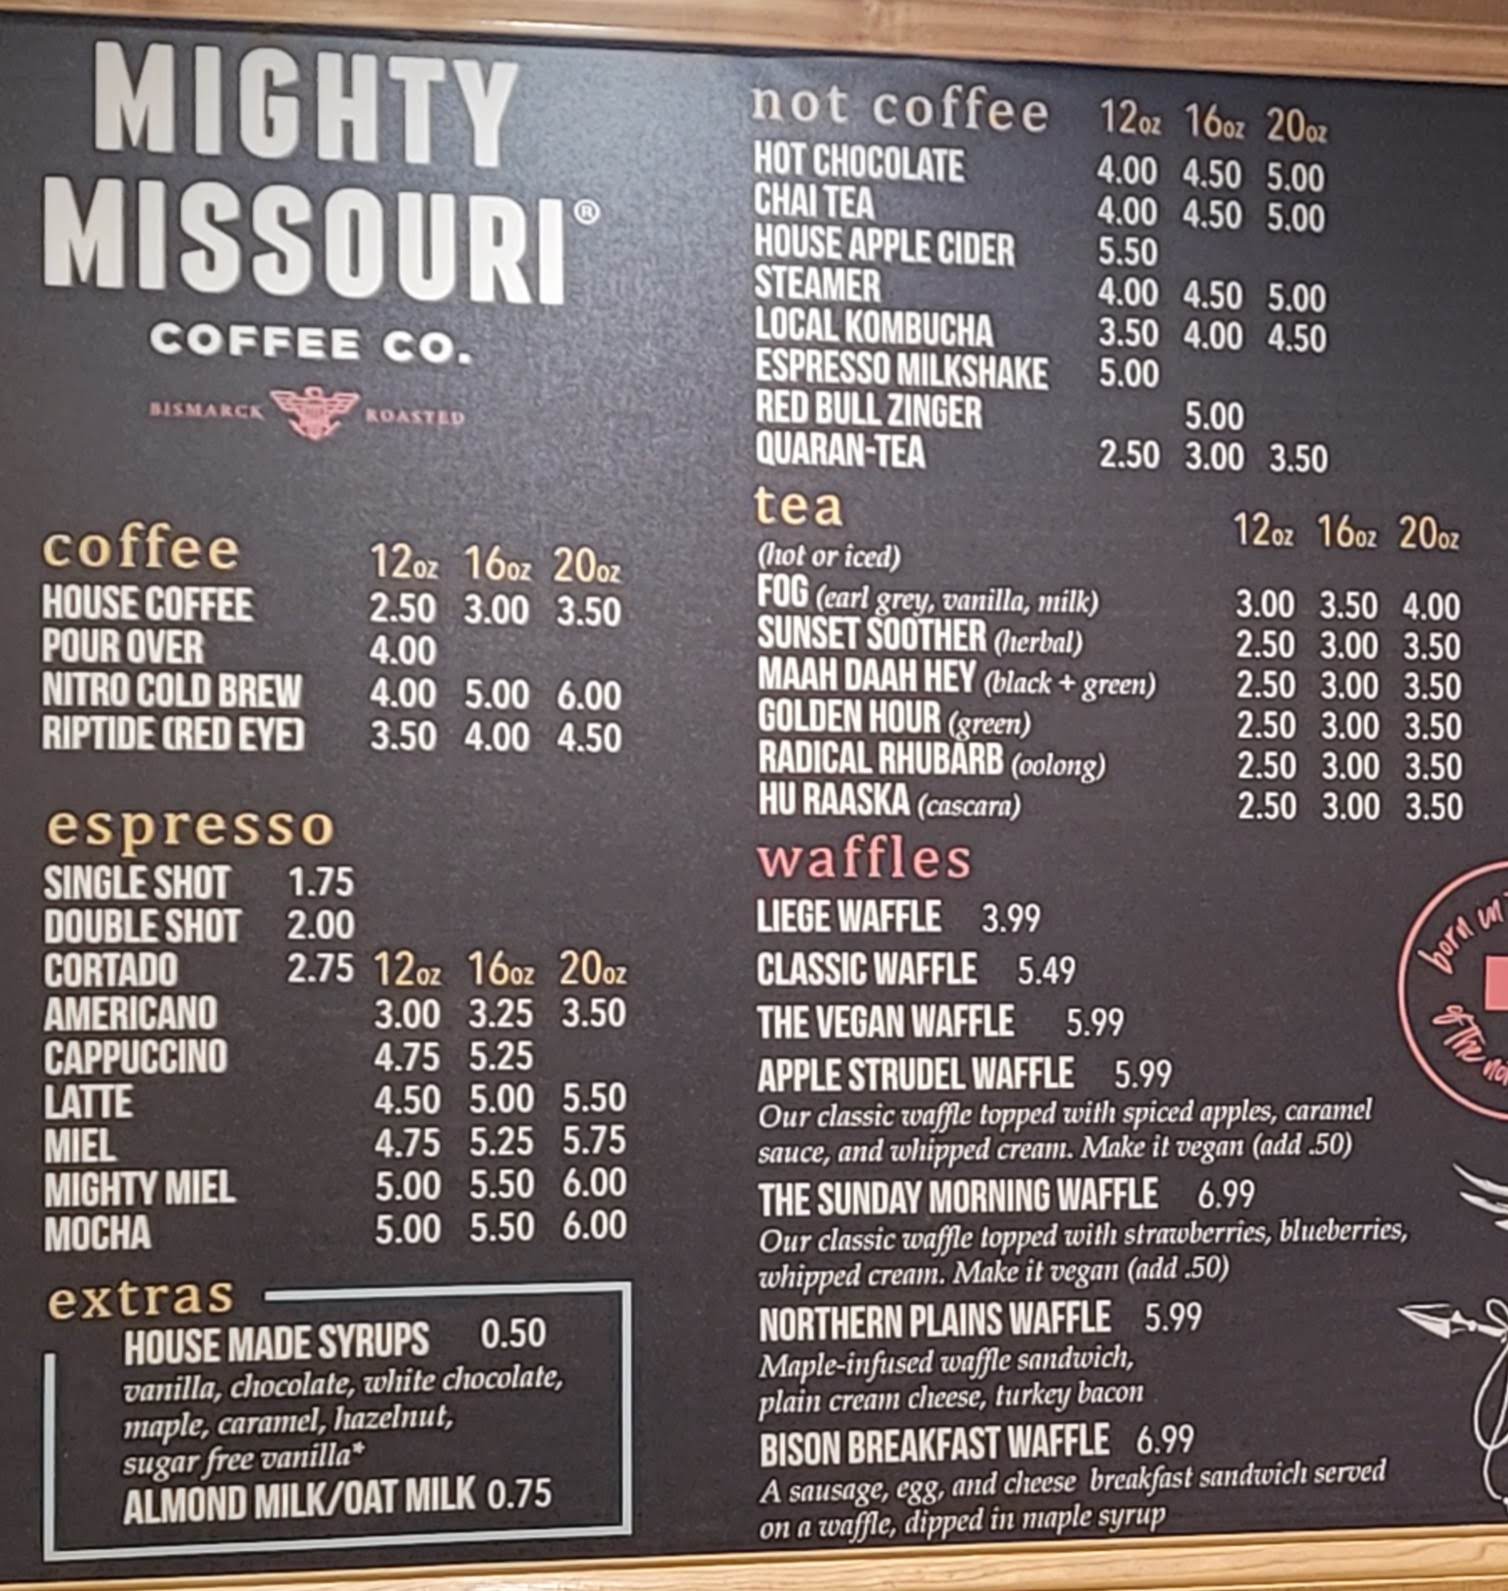 MIGHTY
MISSOURI®
COFFEE CO.
BISMARCK ROASTED
coffee 12oz 16oz 20oz
HOUSE COFFEE 2.50 3.00 3.50
POUR OVER 4.00
NITRO COLD BREW 4.00 5.00 6.00
RIPTIDE (RED EYE) 3.50 4.00 4.50
espresso
SINGLE SHOT 1.75
DOUBLE SHOT 2.00
CORTADO 2.75 12oz 16oz 20oz
AMERICANO 3.00 3.25 3.50
CAPPUCCINO 4.75 5.25
LATTE 4.50 5.00 5.50
MIEL 4.75 5.25 5.75
MIGHTY MIEL 5.00 5.50 6.00
MOCHA 5.00 5.50 6.00
extras
HOUSE MADE SYRUPS 0.50
vanilla, chocolate, white chocolate,
maple, caramel, hazelnut,
sugar free vanilla*
ALMOND MILK/OAT MILK 0.75
not coffee 12oz 16oz 20oz
HOT CHOCOLATE 4.00 4.50 5.00
CHAI TEA 4.00 4.50 5.00
HOUSE APPLE CIDER 5.50
STEAMER 4.00 4.50 5.00
LOCAL KOMBUCHA 3.50 4.00 4.50
ESPRESSO MILKSHAKE 5.00
RED BULL ZINGER 5.00
QUARAN-TEA 2.50 3.00 3.50
tea 12oz 16oz 20oz
(hot or iced)
FOG (earl grey, vanilla, milk) 3.00 3.50 4.00
SUNSET SOOTHER (herbal) 2.50 3.00 3.50
MAAH DAAH HEY (black + green) 2.50 3.00 3.50
GOLDEN HOUR (green) 2.50 3.00 3.50
RADICAL RHUBARB (oolong) 2.50 3.00 3.50
HU RAASKA (cascara) 2.50 3.00 3.50
waffles
LIEGE WAFFLE 3.99
CLASSIC WAFFLE 5.49
THE VEGAN WAFFLE 5.99
APPLE STRUDEL WAFFLE 5.99
Our classic waffle topped with spiced apples, caramel
sauce, and whipped cream. Make it vegan (add .50)
THE SUNDAY MORNING WAFFLE 6.99
Our classic waffle topped with strawberries, blueberries,
whipped cream. Make it vegan (add .50)
NORTHERN PLAINS WAFFLE 5.99
Maple-infused waffle sandwich,
plain cream cheese, turkey bacon
BISON BREAKFAST WAFFLE 6.99
A sausage, egg, and cheese breakfast sandwich served
on a waffle, dipped in maple syrup
born in
of the